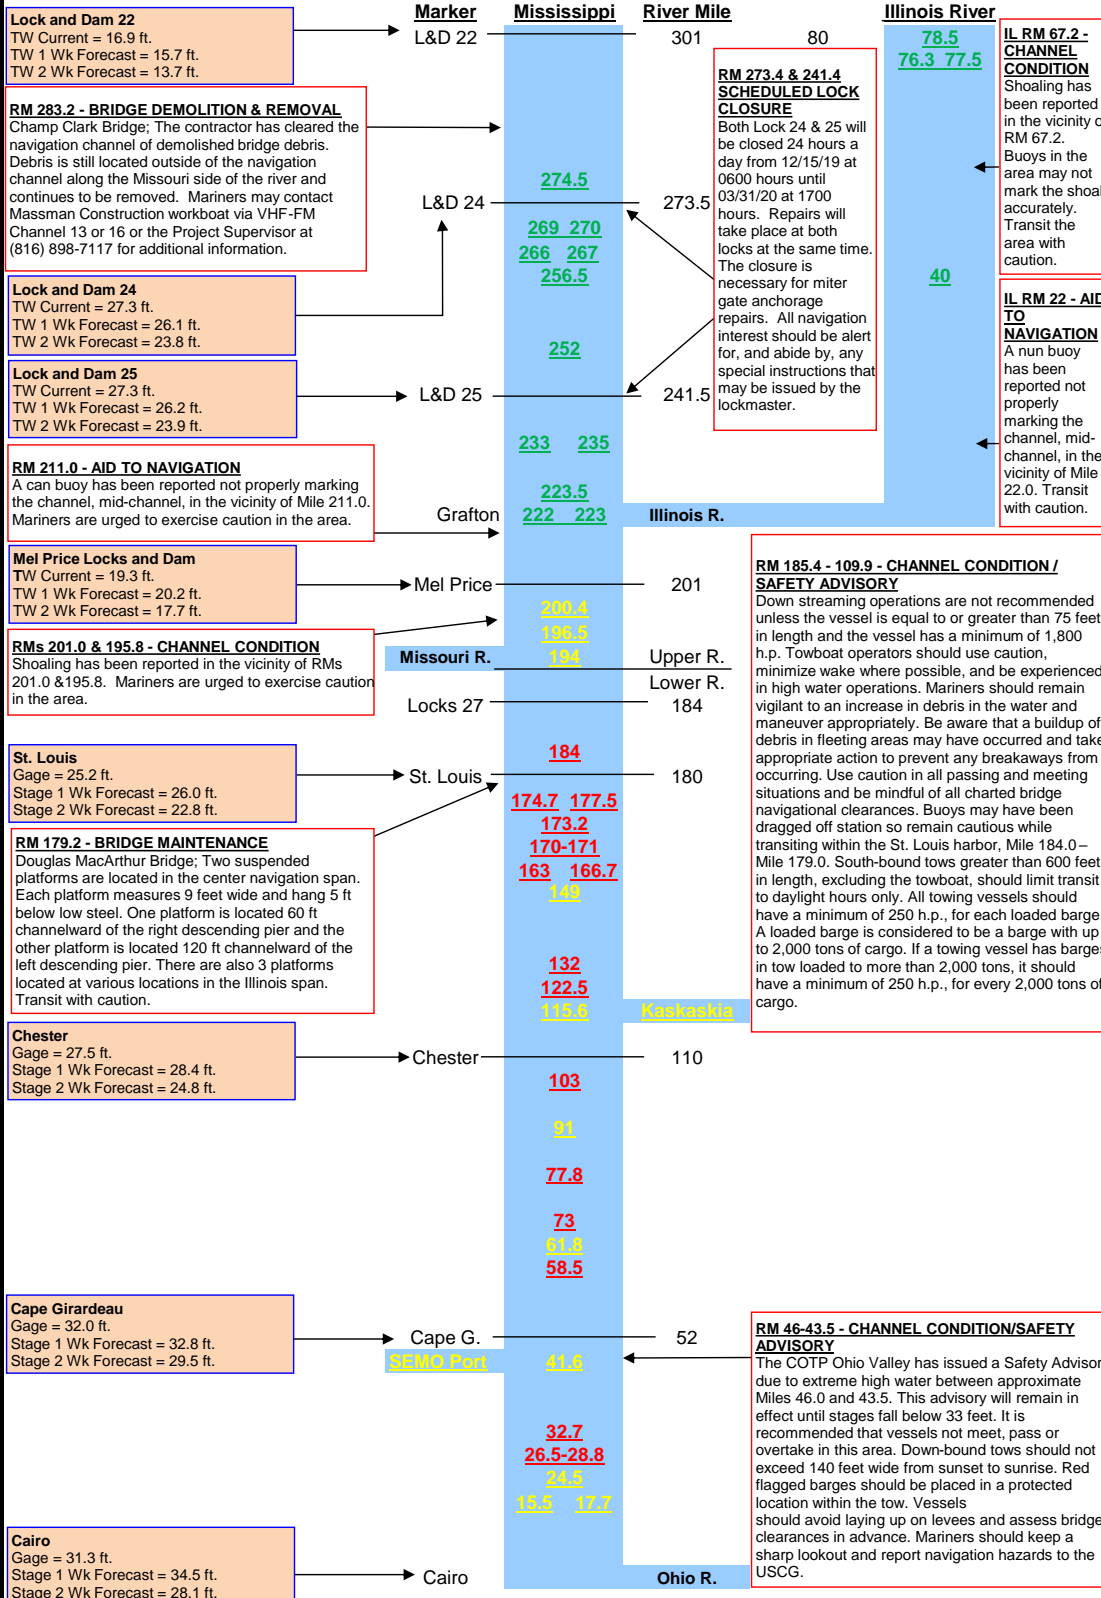 Marker Mississippi River Mile Illinois River
Lock and Dam 22
TW Current = 16.9 ft.
TW 1 Wk Forecast = 15.7 ft.
TW 2 Wk Forecast = 13.7 ft.
L&D 22 301 80
78.5
76.3 77.5
IL RM 67.2 -
CHANNEL
CONDITION
Shoaling has
been reported
in the vicinity o
RM 67.2.
Buoys in the
area may not
mark the shoal
accurately.
Transit the
area with
caution.
RM 283.2 - BRIDGE DEMOLITION & REMOVAL
Champ Clark Bridge; The contractor has cleared the
navigation channel of demolished bridge debris.
Debris is still located outside of the navigation
channel along the Missouri side of the river and
continues to be removed. Mariners may contact
Massman Construction workboat via VHF-FM
Channel 13 or 16 or the Project Supervisor at
(816) 898-7117 for additional information.
RM 273.4 & 241.4
SCHEDULED LOCK
CLOSURE
Both Lock 24 & 25 will
be closed 24 hours a
day from 12/15/19 at
0600 hours until
03/31/20 at 1700
hours. Repairs will
take place at both
locks at the same time.
The closure is
necessary for miter
gate anchorage
repairs. All navigation
interest should be alert
for, and abide by, any
special instructions that
may be issued by the
lockmaster.
274.5
L&D 24 273.5
269 270
266 267
256.5
40
Lock and Dam 24
TW Current = 27.3 ft.
TW 1 Wk Forecast = 26.1 ft.
TW 2 Wk Forecast = 23.8 ft.
252
IL RM 22 - AID
TO
NAVIGATION
A nun buoy
has been
reported not
properly
marking the
channel, mid-
channel, in the
vicinity of Mile
22.0. Transit
with caution.
Lock and Dam 25
TW Current = 27.3 ft.
TW 1 Wk Forecast = 26.2 ft.
TW 2 Wk Forecast = 23.9 ft.
L&D 25 241.5
233 235
RM 211.0 - AID TO NAVIGATION
A can buoy has been reported not properly marking
the channel, mid-channel, in the vicinity of Mile 211.0.
Mariners are urged to exercise caution in the area.
223.5
Grafton 222 223 Illinois R.
Mel Price Locks and Dam
TW Current = 19.3 ft.
TW 1 Wk Forecast = 20.2 ft.
TW 2 Wk Forecast = 17.7 ft.
Mel Price 201
200.4
196.5
Missouri R. 194 Upper R.
Lower R.
RMs 201.0 & 195.8 - CHANNEL CONDITION
Shoaling has been reported in the vicinity of RMs
201.0 &195.8. Mariners are urged to exercise caution
in the area.
Locks 27 184
RM 185.4 - 109.9 - CHANNEL CONDITION /
SAFETY ADVISORY
Down streaming operations are not recommended
unless the vessel is equal to or greater than 75 feet
in length and the vessel has a minimum of 1,800
h.p. Towboat operators should use caution,
minimize wake where possible, and be experienced
in high water operations. Mariners should remain
vigilant to an increase in debris in the water and
maneuver appropriately. Be aware that a buildup of
debris in fleeting areas may have occurred and take
appropriate action to prevent any breakaways from
occurring. Use caution in all passing and meeting
situations and be mindful of all charted bridge
navigational clearances. Buoys may have been
dragged off station so remain cautious while
transiting within the St. Louis harbor, Mile 184.0 –
Mile 179.0. South-bound tows greater than 600 feet
in length, excluding the towboat, should limit transit
to daylight hours only. All towing vessels should
have a minimum of 250 h.p., for each loaded barge
A loaded barge is considered to be a barge with up
to 2,000 tons of cargo. If a towing vessel has barges
in tow loaded to more than 2,000 tons, it should
have a minimum of 250 h.p., for every 2,000 tons of
cargo.
184
St. Louis
Gage = 25.2 ft.
Stage 1 Wk Forecast = 26.0 ft.
Stage 2 Wk Forecast = 22.8 ft.
St. Louis 180
174.7 177.5
173.2
170-171
163 166.7
149
RM 179.2 - BRIDGE MAINTENANCE
Douglas MacArthur Bridge; Two suspended
platforms are located in the center navigation span.
Each platform measures 9 feet wide and hang 5 ft
below low steel. One platform is located 60 ft
channelward of the right descending pier and the
other platform is located 120 ft channelward of the
left descending pier. There are also 3 platforms
located at various locations in the Illinois span.
Transit with caution.
132
122.5
115.6 Kaskaskia
Chester
Gage = 27.5 ft.
Stage 1 Wk Forecast = 28.4 ft.
Stage 2 Wk Forecast = 24.8 ft.
Chester 110
103
91
77.8
73
61.8
58.5
Cape Girardeau
Gage = 32.0 ft.
Stage 1 Wk Forecast = 32.8 ft.
Stage 2 Wk Forecast = 29.5 ft.
Cape G. 52
SEMO Port 41.6
RM 46-43.5 - CHANNEL CONDITION/SAFETY
ADVISORY
The COTP Ohio Valley has issued a Safety Advisor
due to extreme high water between approximate
Miles 46.0 and 43.5. This advisory will remain in
effect until stages fall below 33 feet. It is
recommended that vessels not meet, pass or
overtake in this area. Down-bound tows should not
exceed 140 feet wide from sunset to sunrise. Red
flagged barges should be placed in a protected
location within the tow. Vessels
should avoid laying up on levees and assess bridge
clearances in advance. Mariners should keep a
sharp lookout and report navigation hazards to the
USCG.
32.7
26.5-28.8
24.5
15.5 17.7
Cairo
Gage = 31.3 ft.
Stage 1 Wk Forecast = 34.5 ft.
Stage 2 Wk Forecast = 28.1 ft.
Cairo Ohio R.